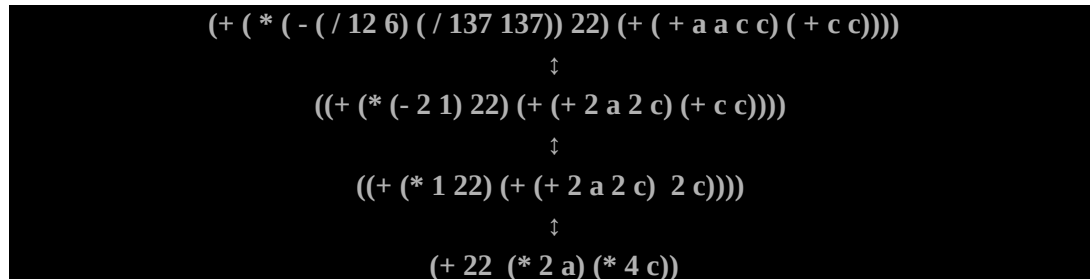 (+ ( * ( - ( / 12 6) ( / 137 137)) 22) (+ ( + a a c c) ( + c c))))
↕
((+ (* (- 2 1) 22) (+ (+ 2 a 2 c) (+ c c))))
↕
((+ (* 1 22) (+ (+ 2 a 2 c)  2 c))))
↕
(+ 22  (* 2 a) (* 4 c))